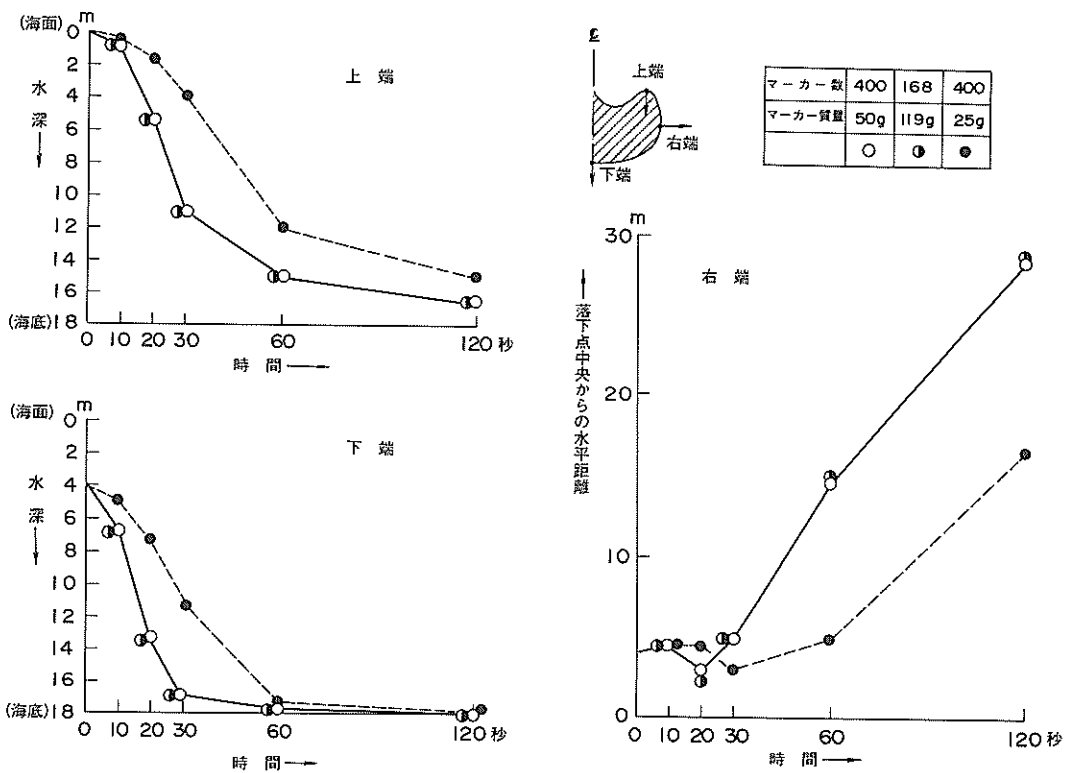 (海面) 0 m
2
4
6
8
10
12
14
16
(海底) 18
水深
上端
0 10 20 30 60 120 秒
時間
℄
上端
右端
下端
マーカー数 400 168 400
マーカー質量 50g 119g 25g
(海面) 0 m
2
4
6
8
10
12
14
16
(海底) 18
水深
下端
0 10 20 30 60 120 秒
時間
m
30
20
10
0
落下点中央からの水平距離
右端
0 10 20 30 60 120 秒
時間